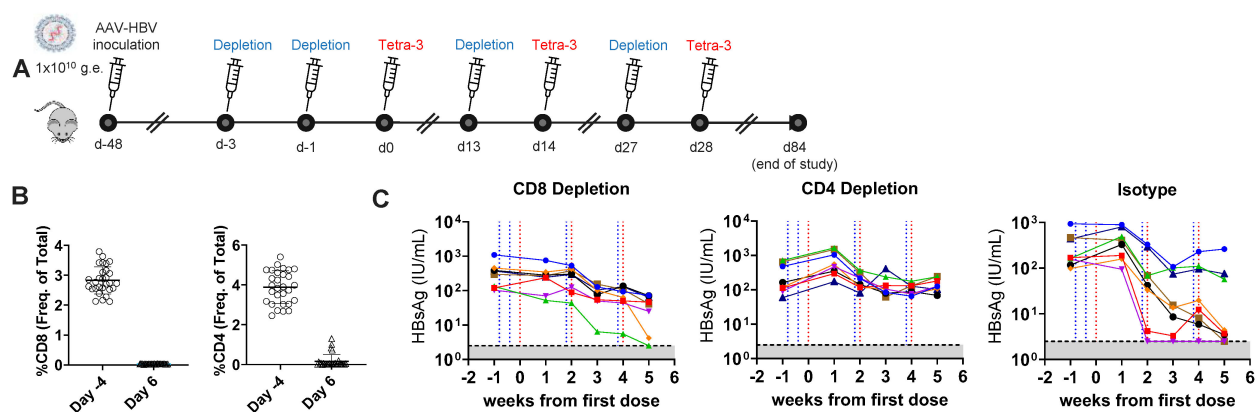 AAV-HBV
inoculation
A 1x10¹⁰ g.e.
Depletion Depletion Tetra-3 Depletion Tetra-3 Depletion Tetra-3
d-48 d-3 d-1 d0 d13 d14 d27 d28 d84
(end of study)
B
%CD8 (Freq. of Total)
4
3
2
1
0
Day -4 Day 6
%CD4 (Freq. of Total)
6
4
2
0
Day -4 Day 6
C
CD8 Depletion
HBsAg (IU/mL)
10⁴
10³
10²
10¹
10⁰
-2 -1 0 1 2 3 4 5 6
weeks from first dose
CD4 Depletion
HBsAg (IU/mL)
10⁴
10³
10²
10¹
10⁰
-2 -1 0 1 2 3 4 5 6
weeks from first dose
Isotype
HBsAg (IU/mL)
10³
10²
10¹
10⁰
-2 -1 0 1 2 3 4 5 6
weeks from first dose